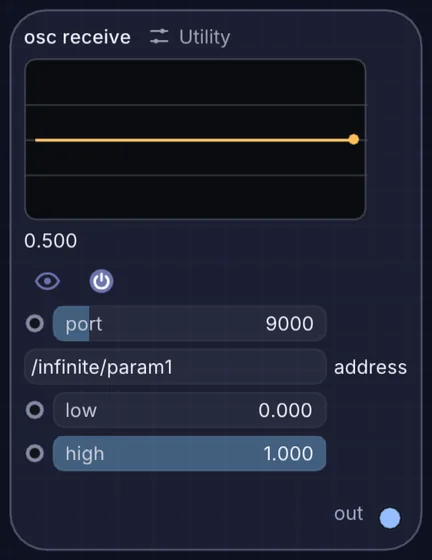 osc receive Utility
0.500
port 9000
/infinite/param1 address
low 0.000
high 1.000
out